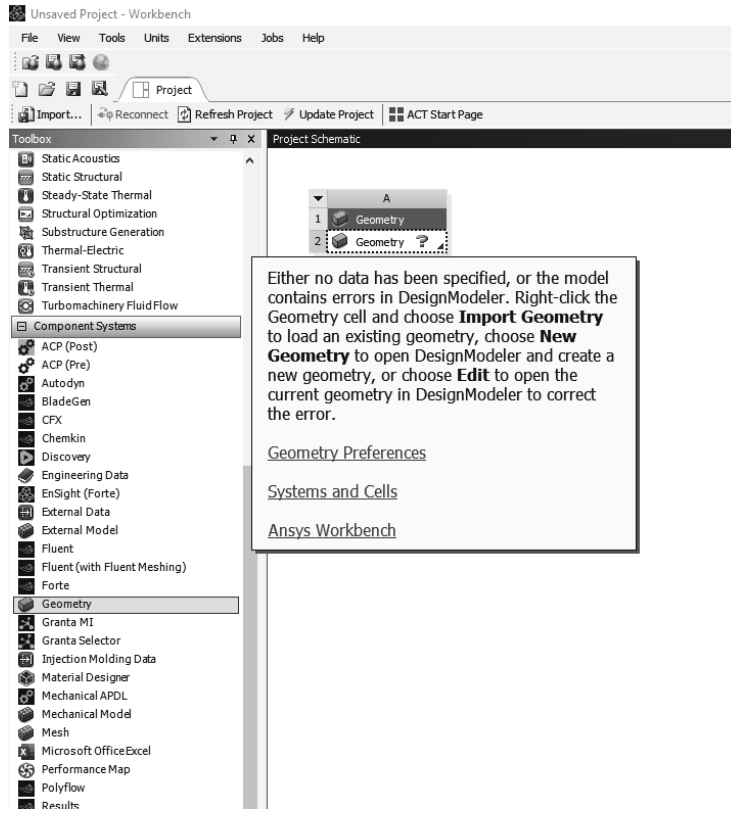 Unsaved Project - Workbench
File View Tools Units Extensions Jobs Help
Project
Import... Reconnect Refresh Project Update Project ACT Start Page
Toolbox
Project Schematic
Static Acoustics
Static Structural
Steady-State Thermal
Structural Optimization
Substructure Generation
Thermal-Electric
Transient Structural
Transient Thermal
Turbomachinery Fluid Flow
Component Systems
ACP (Post)
ACP (Pre)
Autodyn
BladeGen
CFX
Chemkin
Discovery
Engineering Data
EnSight (Forte)
External Data
External Model
Fluent
Fluent (with Fluent Meshing)
Forte
Geometry
Granta MI
Granta Selector
Injection Molding Data
Material Designer
Mechanical APDL
Mechanical Model
Mesh
Microsoft Office Excel
Performance Map
Polyflow
Results
A
1 Geometry
2 Geometry ?
Either no data has been specified, or the model
contains errors in DesignModeler. Right-click the
Geometry cell and choose Import Geometry
to load an existing geometry, choose New
Geometry to open DesignModeler and create a
new geometry, or choose Edit to open the
current geometry in DesignModeler to correct
the error.
Geometry Preferences
Systems and Cells
Ansys Workbench